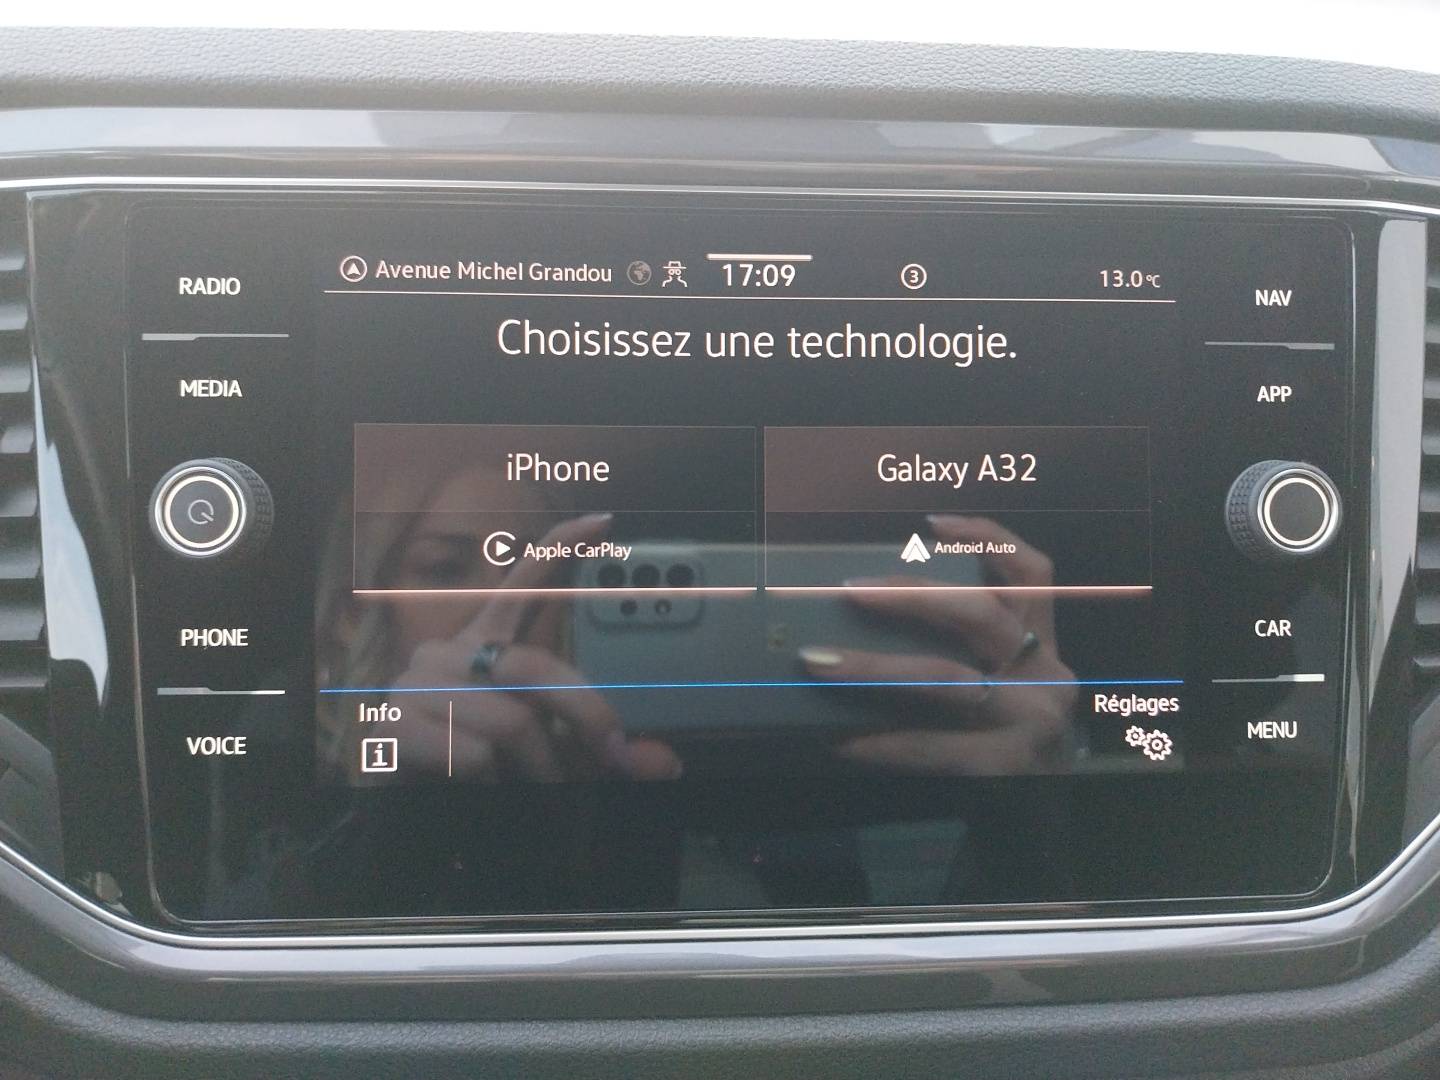 RADIO
MEDIA
PHONE
VOICE
Avenue Michel Grandou
17:09
3
13.0°C
Choisissez une technologie.
iPhone
Apple CarPlay
Galaxy A32
Android Auto
Info
i
Réglages
NAV
APP
CAR
MENU